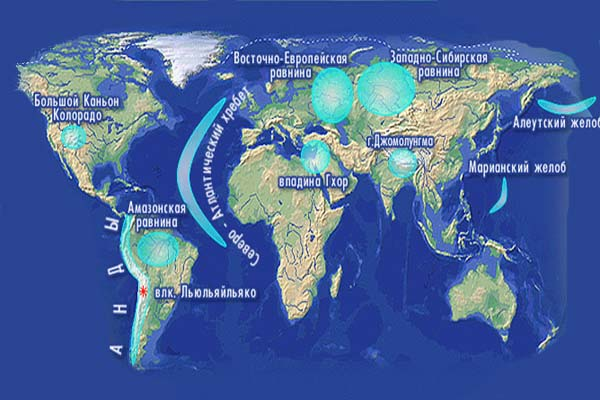 Восточно-Европейская
равнина
Западно-Сибирская
равнина
Большой Каньон
Колорадо
Алеутский желоб
г.Джомолунгма
Марианский желоб
впадина Гхор
Северо Атлантический хребет
Амазонская
равнина
влк. Льюльяйльяко
АНДЫ